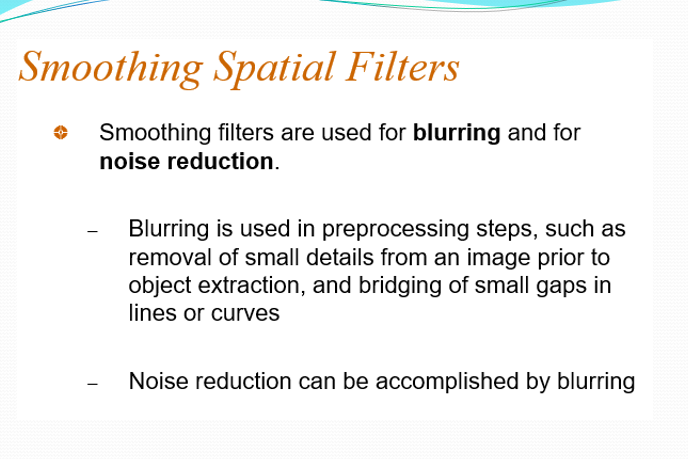 Smoothing Spatial Filters
Smoothing filters are used for blurring and for
noise reduction.
– Blurring is used in preprocessing steps, such as
removal of small details from an image prior to
object extraction, and bridging of small gaps in
lines or curves
– Noise reduction can be accomplished by blurring